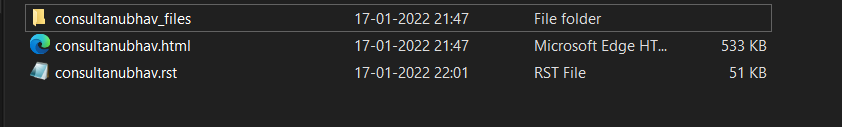 consultanubhav_files 17-01-2022 21:47 File folder
consultanubhav.html 17-01-2022 21:47 Microsoft Edge HT... 533 KB
consultanubhav.rst 17-01-2022 22:01 RST File 51 KB